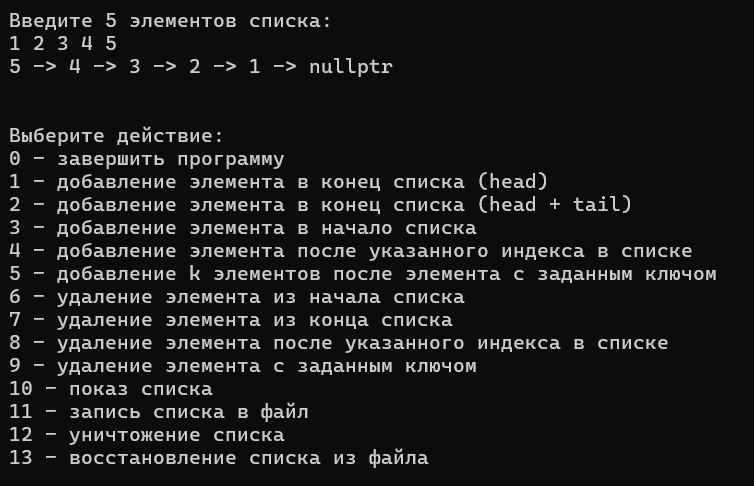 Введите 5 элементов списка:
1 2 3 4 5
5 -> 4 -> 3 -> 2 -> 1 -> nullptr
Выберите действие:
0 - завершить программу
1 - добавление элемента в конец списка (head)
2 - добавление элемента в конец списка (head + tail)
3 - добавление элемента в начало списка
4 - добавление элемента после указанного индекса в списке
5 - добавление k элементов после элемента с заданным ключом
6 - удаление элемента из начала списка
7 - удаление элемента из конца списка
8 - удаление элемента после указанного индекса в списке
9 - удаление элемента с заданным ключом
10 - показ списка
11 - запись списка в файл
12 - уничтожение списка
13 - восстановление списка из файла